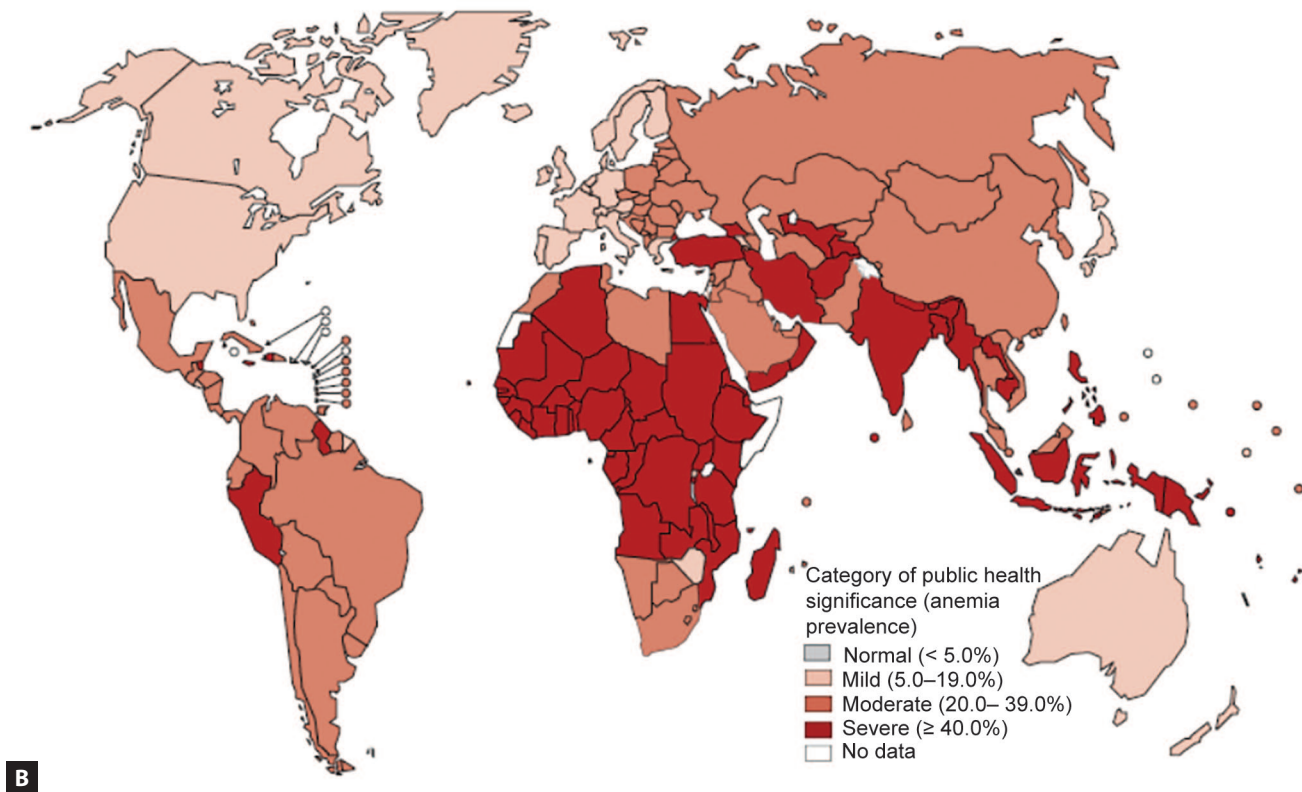 Category of public health
significance (anemia
prevalence)
Normal (< 5.0%)
Mild (5.0–19.0%)
Moderate (20.0– 39.0%)
Severe (≥ 40.0%)
No data
B